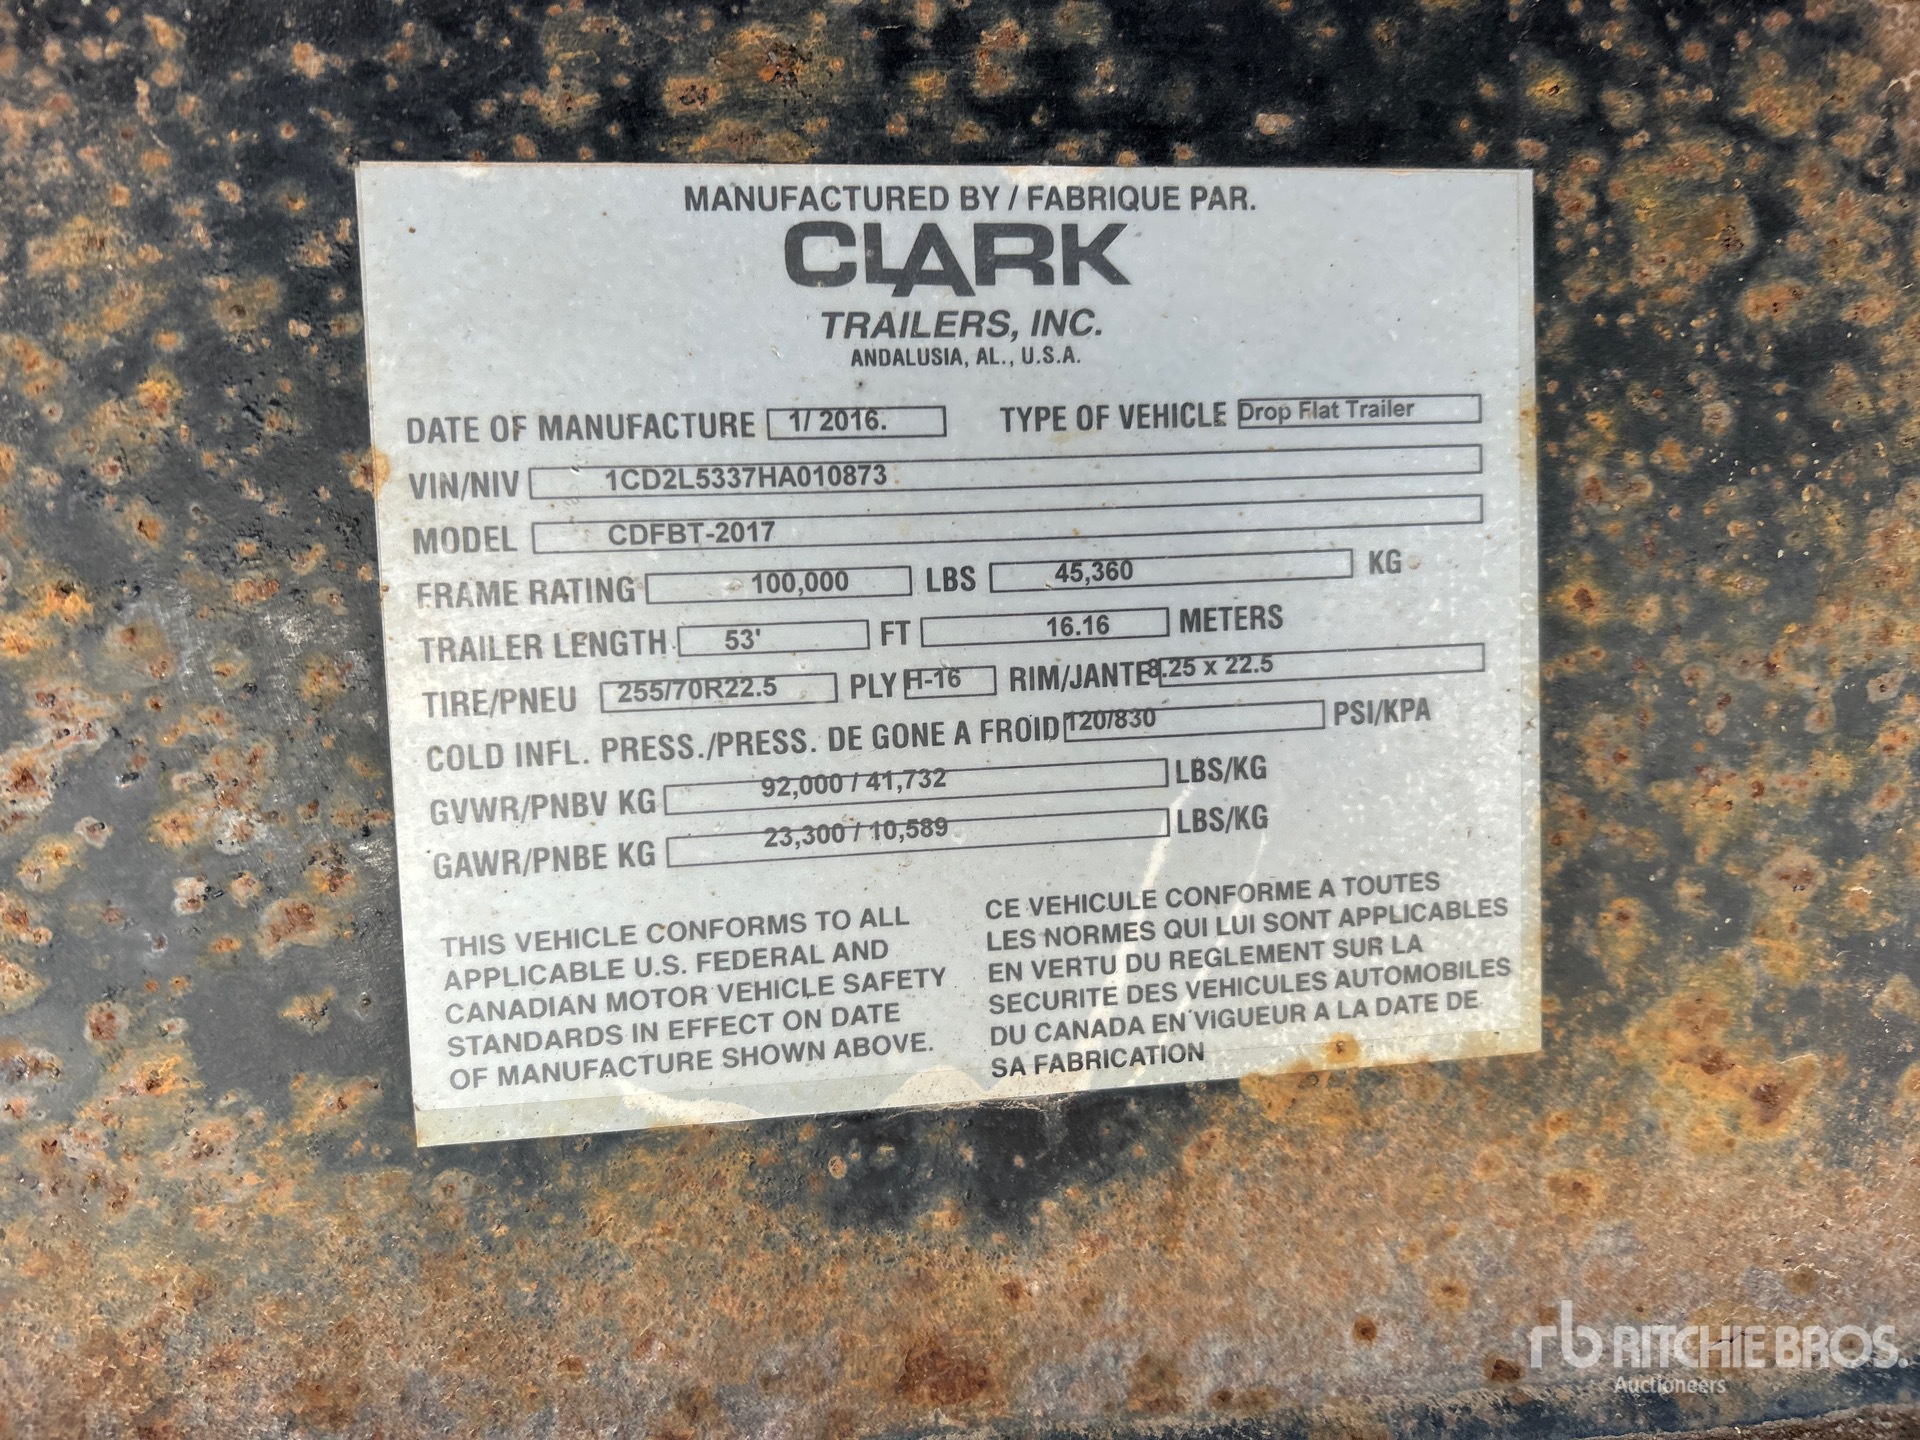 MANUFACTURED BY / FABRIQUE PAR.
CLARK
TRAILERS, INC.
ANDALUSIA, AL., U.S.A.
DATE OF MANUFACTURE 1/ 2016. TYPE OF VEHICLE Drop Flat Trailer
VIN/NIV 1CD2L5337HA010873
MODEL CDFBT-2017
FRAME RATING 100,000 LBS 45,360 KG
TRAILER LENGTH 53' FT 16.16 METERS
TIRE/PNEU 255/70R22.5 PLY H-16 RIM/JANTE 8.25 x 22.5
COLD INFL. PRESS./PRESS. DE GONE A FROID 120/830 PSI/KPA
GVWR/PNBV KG 92,000 / 41,732 LBS/KG
GAWR/PNBE KG 23,300 / 10,589 LBS/KG
THIS VEHICLE CONFORMS TO ALL
APPLICABLE U.S. FEDERAL AND
CANADIAN MOTOR VEHICLE SAFETY
STANDARDS IN EFFECT ON DATE
OF MANUFACTURE SHOWN ABOVE.
CE VEHICULE CONFORME A TOUTES
LES NORMES QUI LUI SONT APPLICABLES
EN VERTU DU REGLEMENT SUR LA
SECURITE DES VEHICULES AUTOMOBILES
DU CANADA EN VIGUEUR A LA DATE DE
SA FABRICATION
rb RITCHIE BROS.
Auctioneers